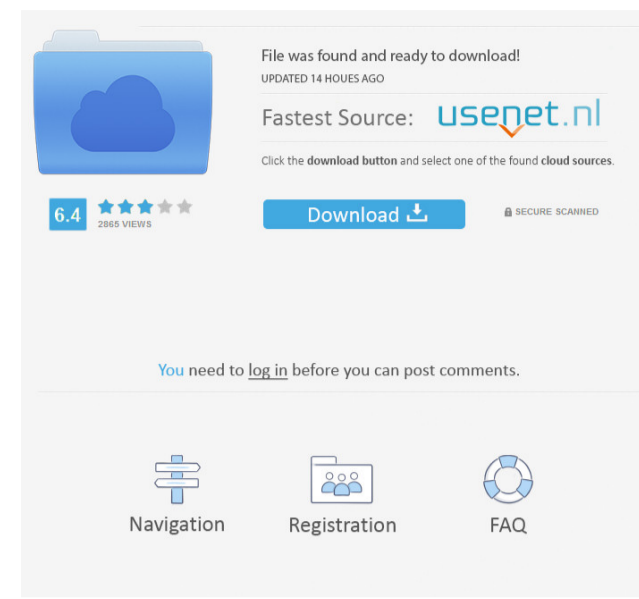 File was found and ready to download!
UPDATED 14 HOUES AGO
Fastest Source: usenet.nl
Click the download button and select one of the found cloud sources.
6.4
2865 VIEWS
Download
SECURE SCANNED
You need to log in before you can post comments.
Navigation
Registration
FAQ